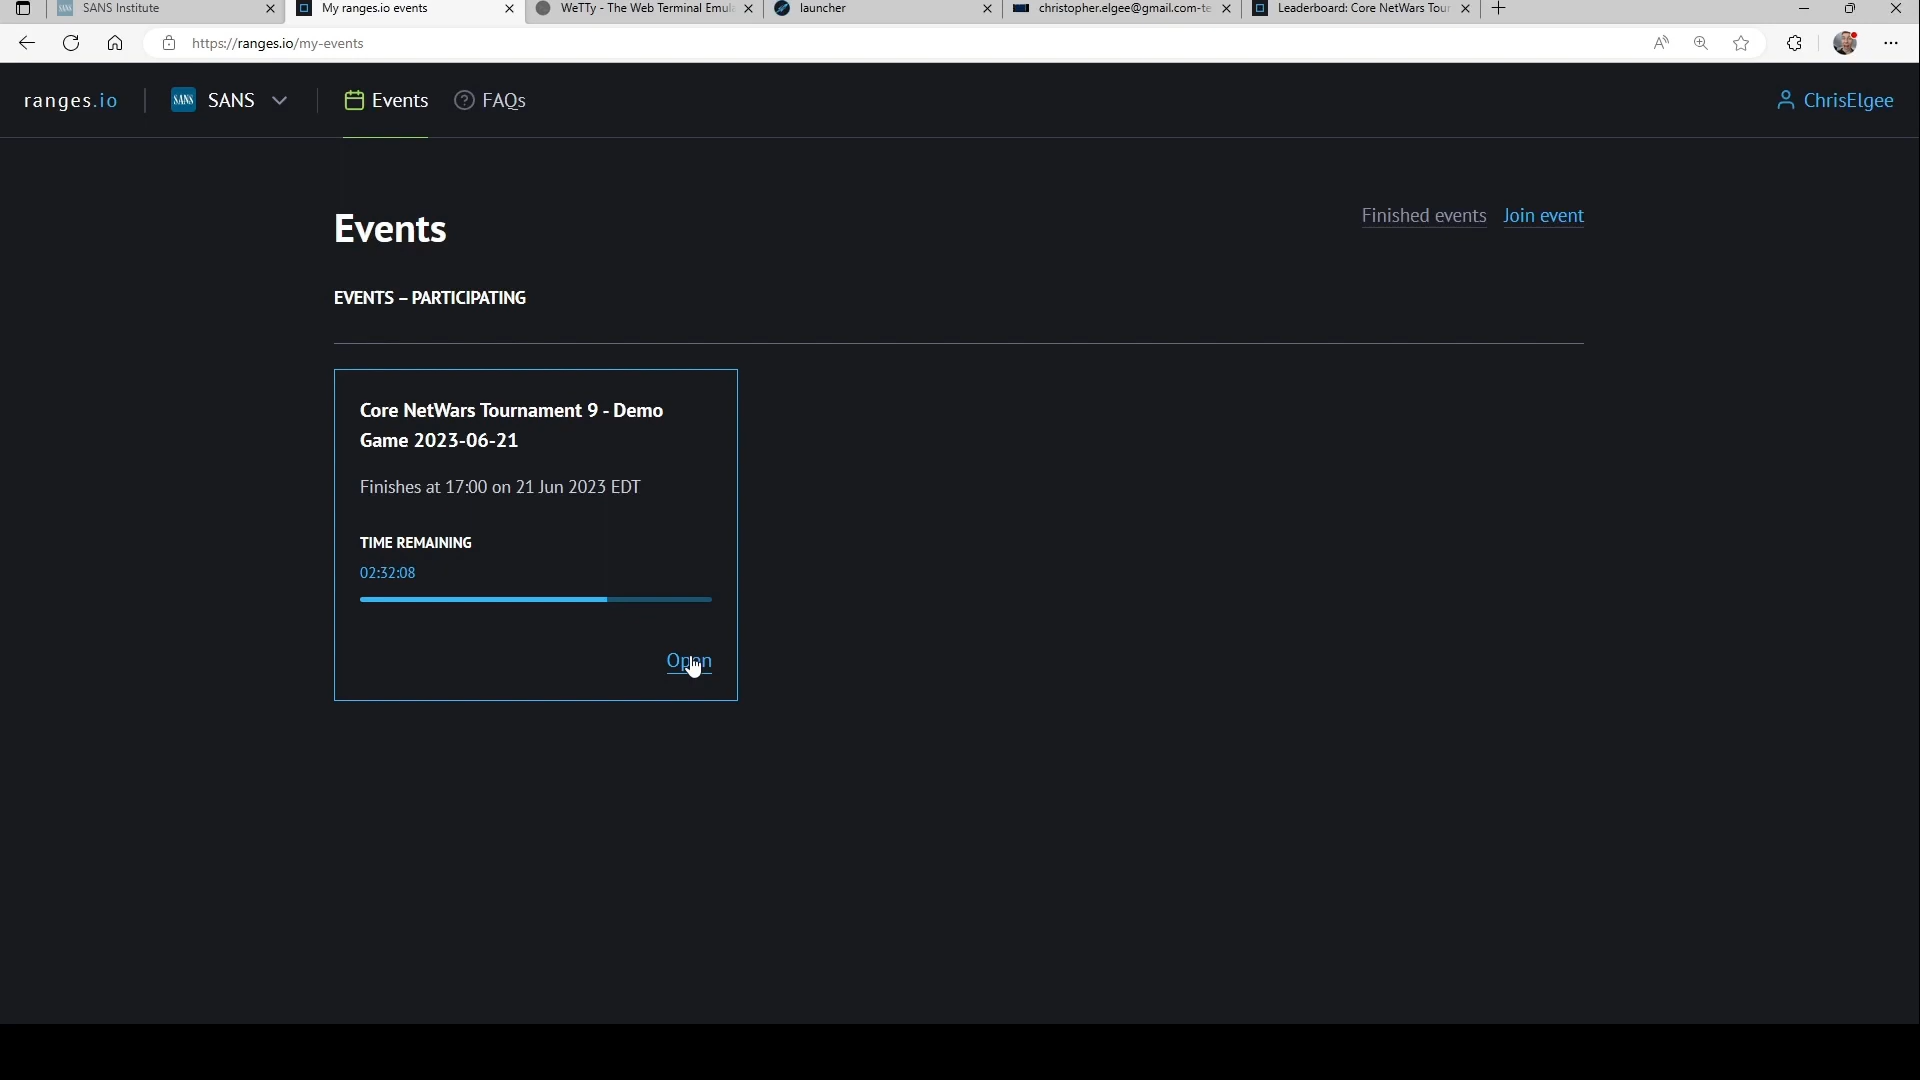 SANS Institute
My ranges.io events
WeTTy - The Web Terminal Emul
launcher
christopher.elgee@gmail.com-te
Leaderboard: Core NetWars Tour
https://ranges.io/my-events
ranges.io
SANS SANS
Events
FAQs
ChrisElgee
Events
Finished events
Join event
EVENTS – PARTICIPATING
Core NetWars Tournament 9 - Demo
Game 2023-06-21
Finishes at 17:00 on 21 Jun 2023 EDT
TIME REMAINING
02:32:08
Open